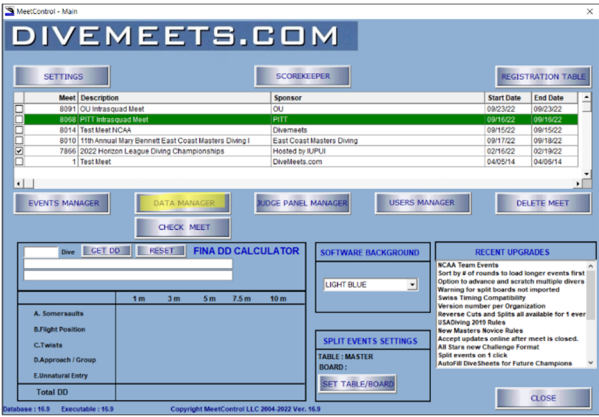 MeetControl - Main
DIVEMEETS.COM
SETTINGS
SCOREKEEPER
REGISTRATION TABLE
Meet Description Sponsor Start Date End Date
8091 OU Intrasquad Meet OU 09/23/22 09/23/22
8068 PITT Intrasquad Meet PITT 09/16/22 09/16/22
8014 Test Meet NCAA Divemeets 09/15/22 09/15/22
8010 11th Annual Mary Bennett East Coast Masters Diving I East Coast Masters Diving 09/17/22 09/18/22
7866 2022 Horizon League Diving Championships Hosted by IUPUI 02/16/22 02/19/22
1 Test Meet DiveMeets.com 04/05/14 04/05/14
EVENTS MANAGER
DATA MANAGER
JUDGE PANEL MANAGER
USERS MANAGER
DELETE MEET
CHECK MEET
Dive GET DD RESET FINA DD CALCULATOR
1 m 3 m 5 m 7.5 m 10 m
A. Somersaults
B.Flight Position
C.Twists
D.Approach / Group
E.Unnatural Entry
Total DD
SOFTWARE BACKGROUND
LIGHT BLUE
SPLIT EVENTS SETTINGS
TABLE : MASTER
BOARD :
SET TABLE/BOARD
RECENT UPGRADES
NCAA Team Events
Sort by # of rounds to load longer events first
Option to advance and scratch multiple divers
Warning for split boards not imported
Swiss Timing Compatibility
Version number per Organization
Reverse Cuts and Splits all available for 1 ever
USADiving 2019 Rules
New Masters Novice Rules
Accept updates online after meet is closed.
All Stars new Challenge Format
Split events on 1 click
AutoFill DiveSheets for Future Champions
CLOSE
Database : 16.9 Executable : 16.9 Copyright MeetControl LLC 2004-2022 Ver. 16.9